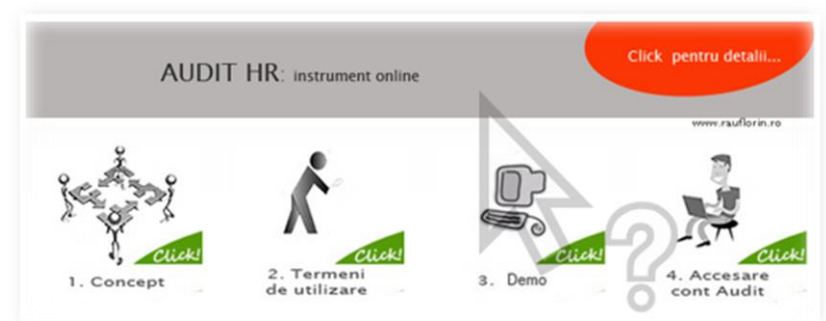 AUDIT HR: instrument online
Click pentru detalii...
www.rauflorin.ro
Click!
Click!
Click!
Click!
1. Concept
2. Termeni
de utilizare
3. Demo
?
4. Accesare
cont Audit